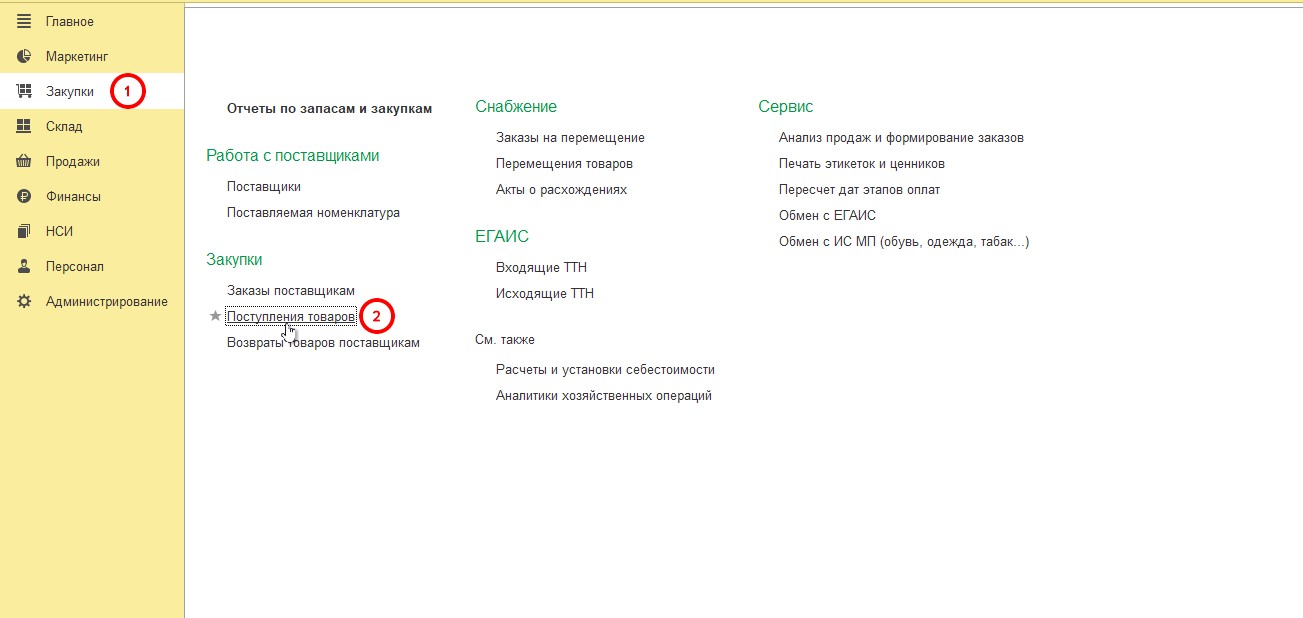 Главное
Маркетинг
Закупки
1
Склад
Продажи
Финансы
НСИ
Персонал
Администрирование
Отчеты по запасам и закупкам
Работа с поставщиками
Поставщики
Поставляемая номенклатура
Закупки
Заказы поставщикам
Поступления товаров
2
Возвраты товаров поставщикам
Снабжение
Заказы на перемещение
Перемещения товаров
Акты о расхождениях
ЕГАИС
Входящие ТТН
Исходящие ТТН
См. также
Расчеты и установки себестоимости
Аналитики хозяйственных операций
Сервис
Анализ продаж и формирование заказов
Печать этикеток и ценников
Пересчет дат этапов оплат
Обмен с ЕГАИС
Обмен с ИС МП (обувь, одежда, табак...)